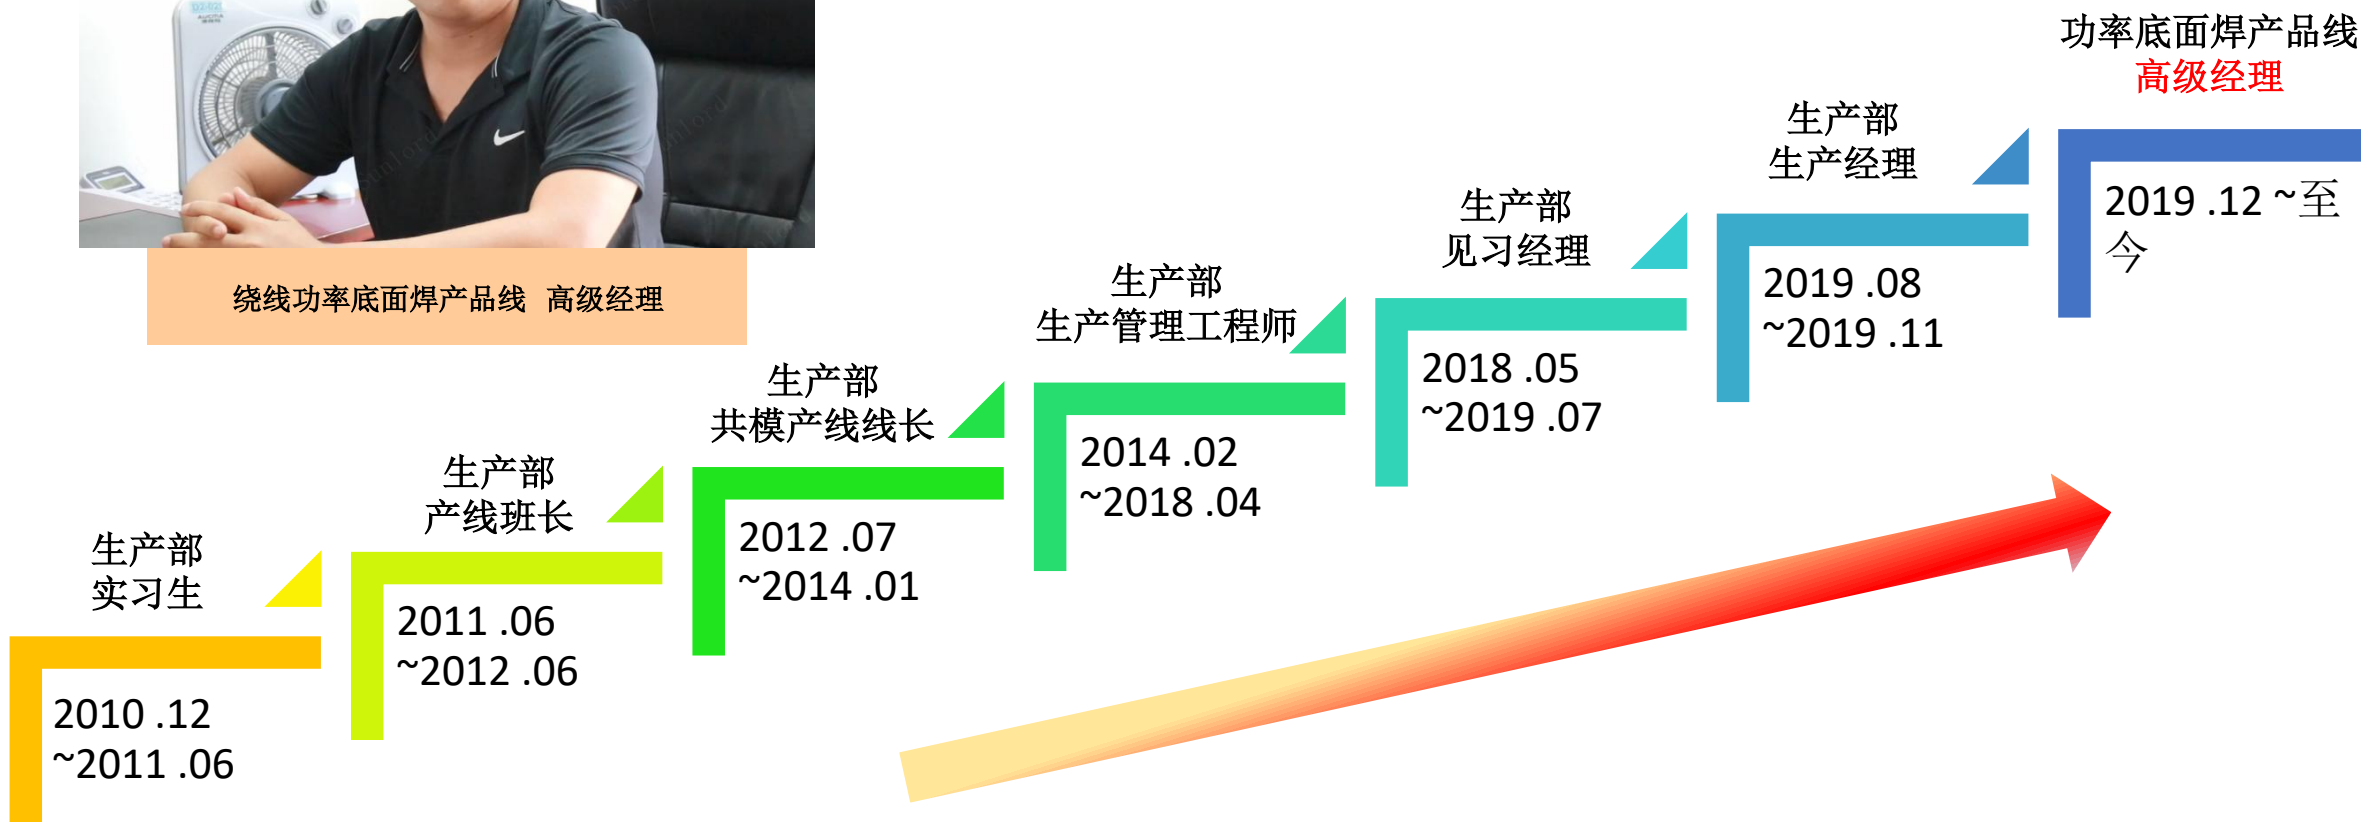 绕线功率底面焊产品线 高级经理
生产部
实习生
2010 .12
~2011 .06
生产部
产线班长
2011 .06
~2012 .06
生产部
共模产线线长
2012 .07
~2014 .01
生产部
生产管理工程师
2014 .02
~2018 .04
生产部
见习经理
2018 .05
~2019 .07
生产部
生产经理
2019 .08
~2019 .11
功率底面焊产品线
高级经理
2019 .12 ~至
今